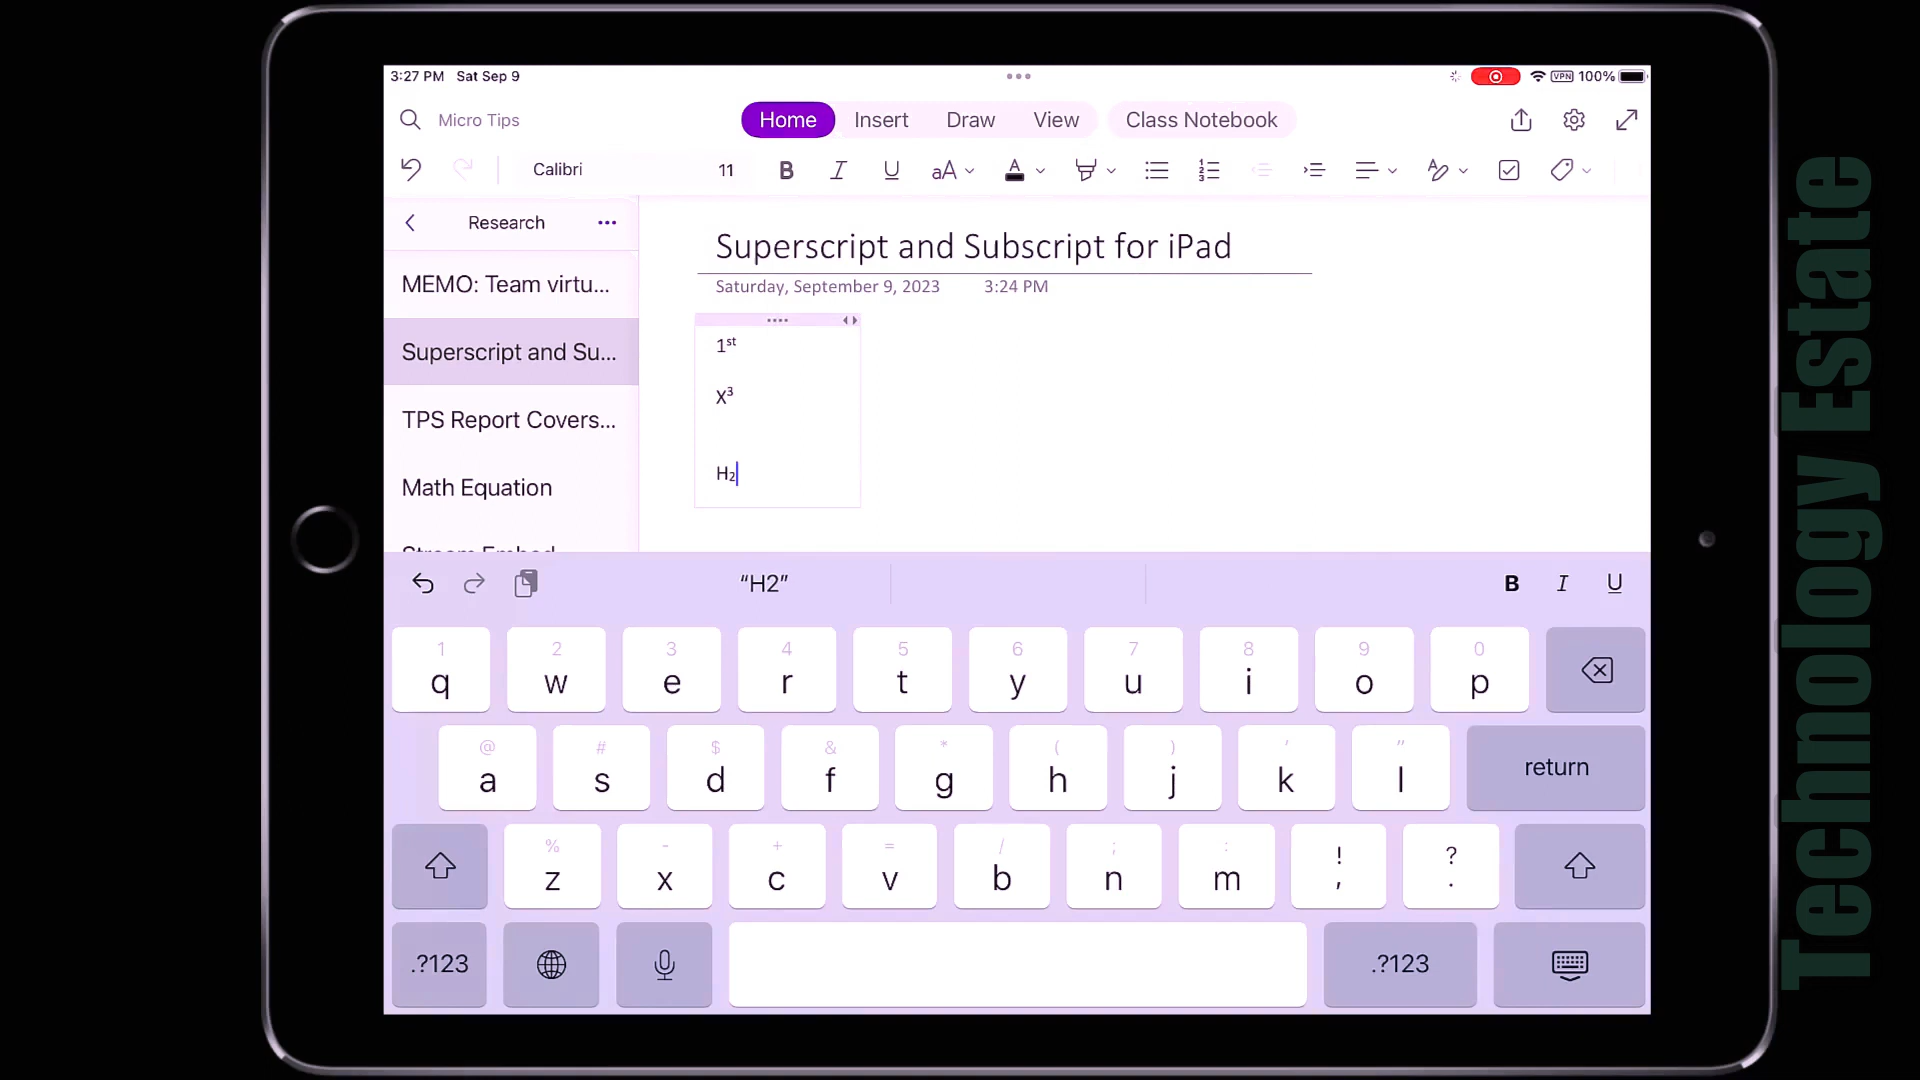 3:27 PM Sat Sep 9
VPN 100%
Micro Tips
Home Insert Draw View Class Notebook
Calibri 11 B I U aA A
Research
MEMO: Team virtu...
Superscript and Su...
TPS Report Covers...
Math Equation
Stream Embed
Superscript and Subscript for iPad
Saturday, September 9, 2023 3:24 PM
1ˢᵗ
X³
H₂
“H2” B I U
1 2 3 4 5 6 7 8 9 0
q w e r t y u i o p
@ # $ & * ( ) ' "
a s d f g h j k l return
% - + = / ; : ! ?
z x c v b n m , .
.?123 .?123
Technology Estate